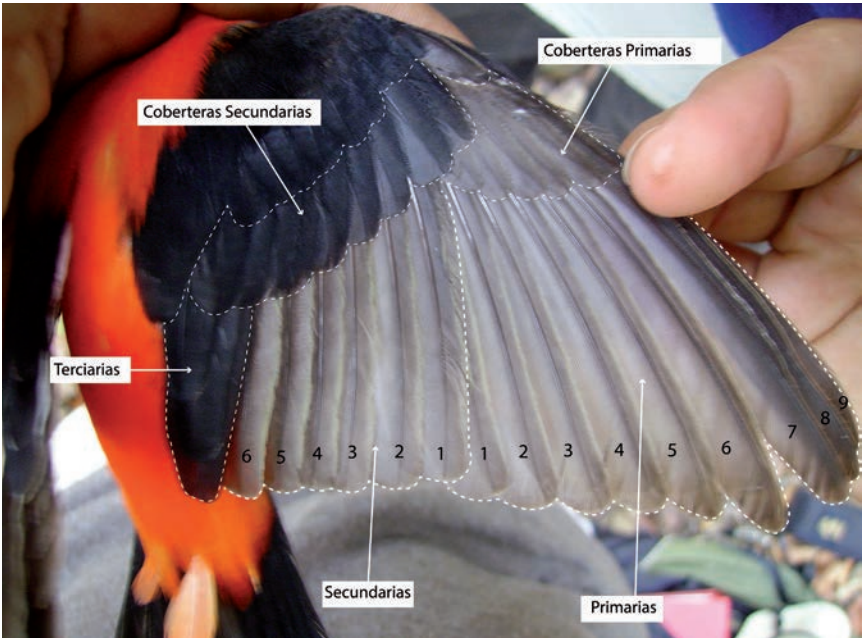 Coberteras Primarias
Coberteras Secundarias
Terciarias
6 5 4 3 2 1 1 2 3 4 5 6 7 8 9
Secundarias
Primarias